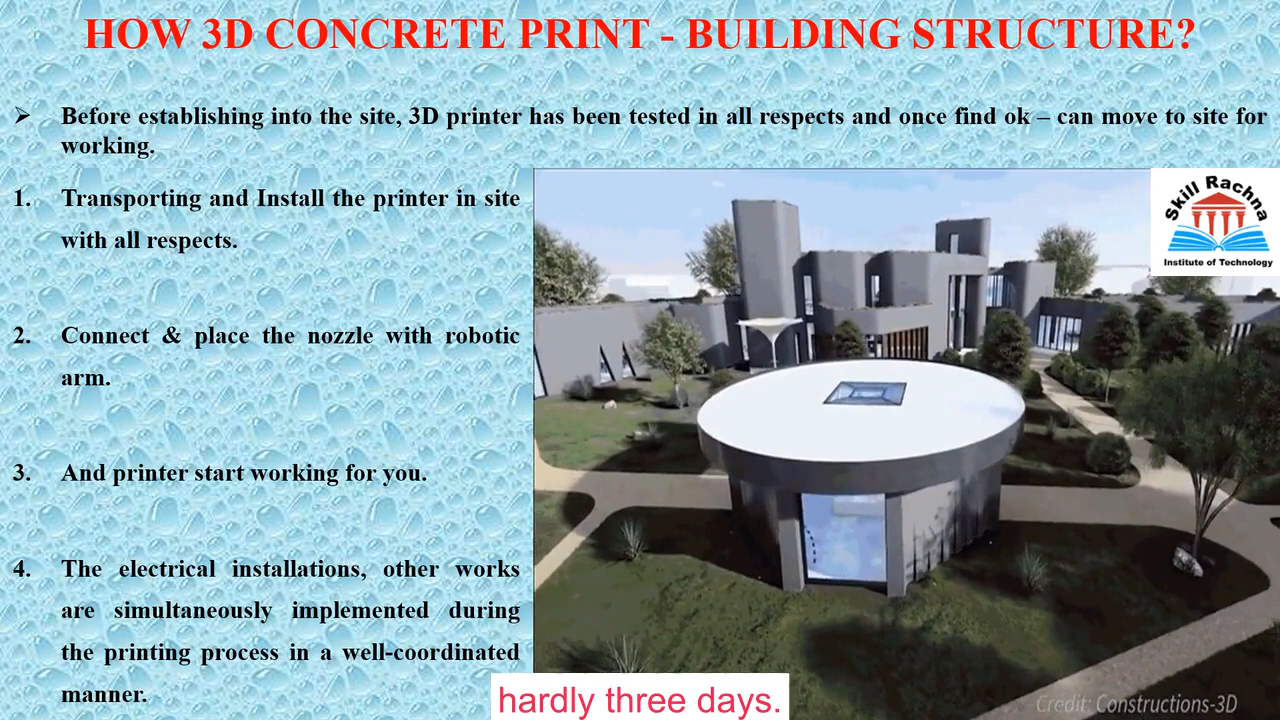 HOW 3D CONCRETE PRINT - BUILDING STRUCTURE?
➢ Before establishing into the site, 3D printer has been tested in all respects and once find ok – can move to site for
working.
1. Transporting and Install the printer in site
with all respects.
2. Connect & place the nozzle with robotic
arm.
3. And printer start working for you.
4. The electrical installations, other works
are simultaneously implemented during
the printing process in a well-coordinated
manner.
Skill Rachna
Institute of Technology
hardly three days.
Credit: Constructions-3D